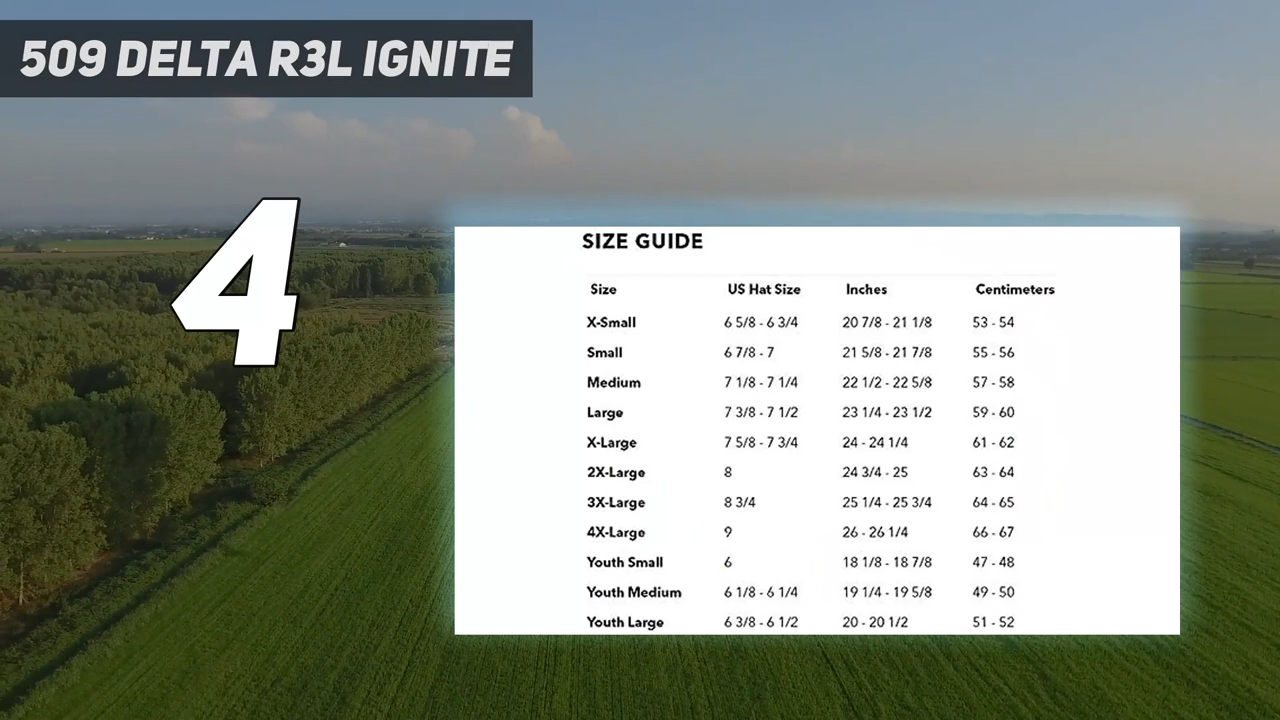 509 DELTA R3L IGNITE
4
SIZE GUIDE
Size US Hat Size Inches Centimeters
X-Small 6 5/8 - 6 3/4 20 7/8 - 21 1/8 53 - 54
Small 6 7/8 - 7 21 5/8 - 21 7/8 55 - 56
Medium 7 1/8 - 7 1/4 22 1/2 - 22 5/8 57 - 58
Large 7 3/8 - 7 1/2 23 1/4 - 23 1/2 59 - 60
X-Large 7 5/8 - 7 3/4 24 - 24 1/4 61 - 62
2X-Large 8 24 3/4 - 25 63 - 64
3X-Large 8 3/4 25 1/4 - 25 3/4 64 - 65
4X-Large 9 26 - 26 1/4 66 - 67
Youth Small 6 18 1/8 - 18 7/8 47 - 48
Youth Medium 6 1/8 - 6 1/4 19 1/4 - 19 5/8 49 - 50
Youth Large 6 3/8 - 6 1/2 20 - 20 1/2 51 - 52